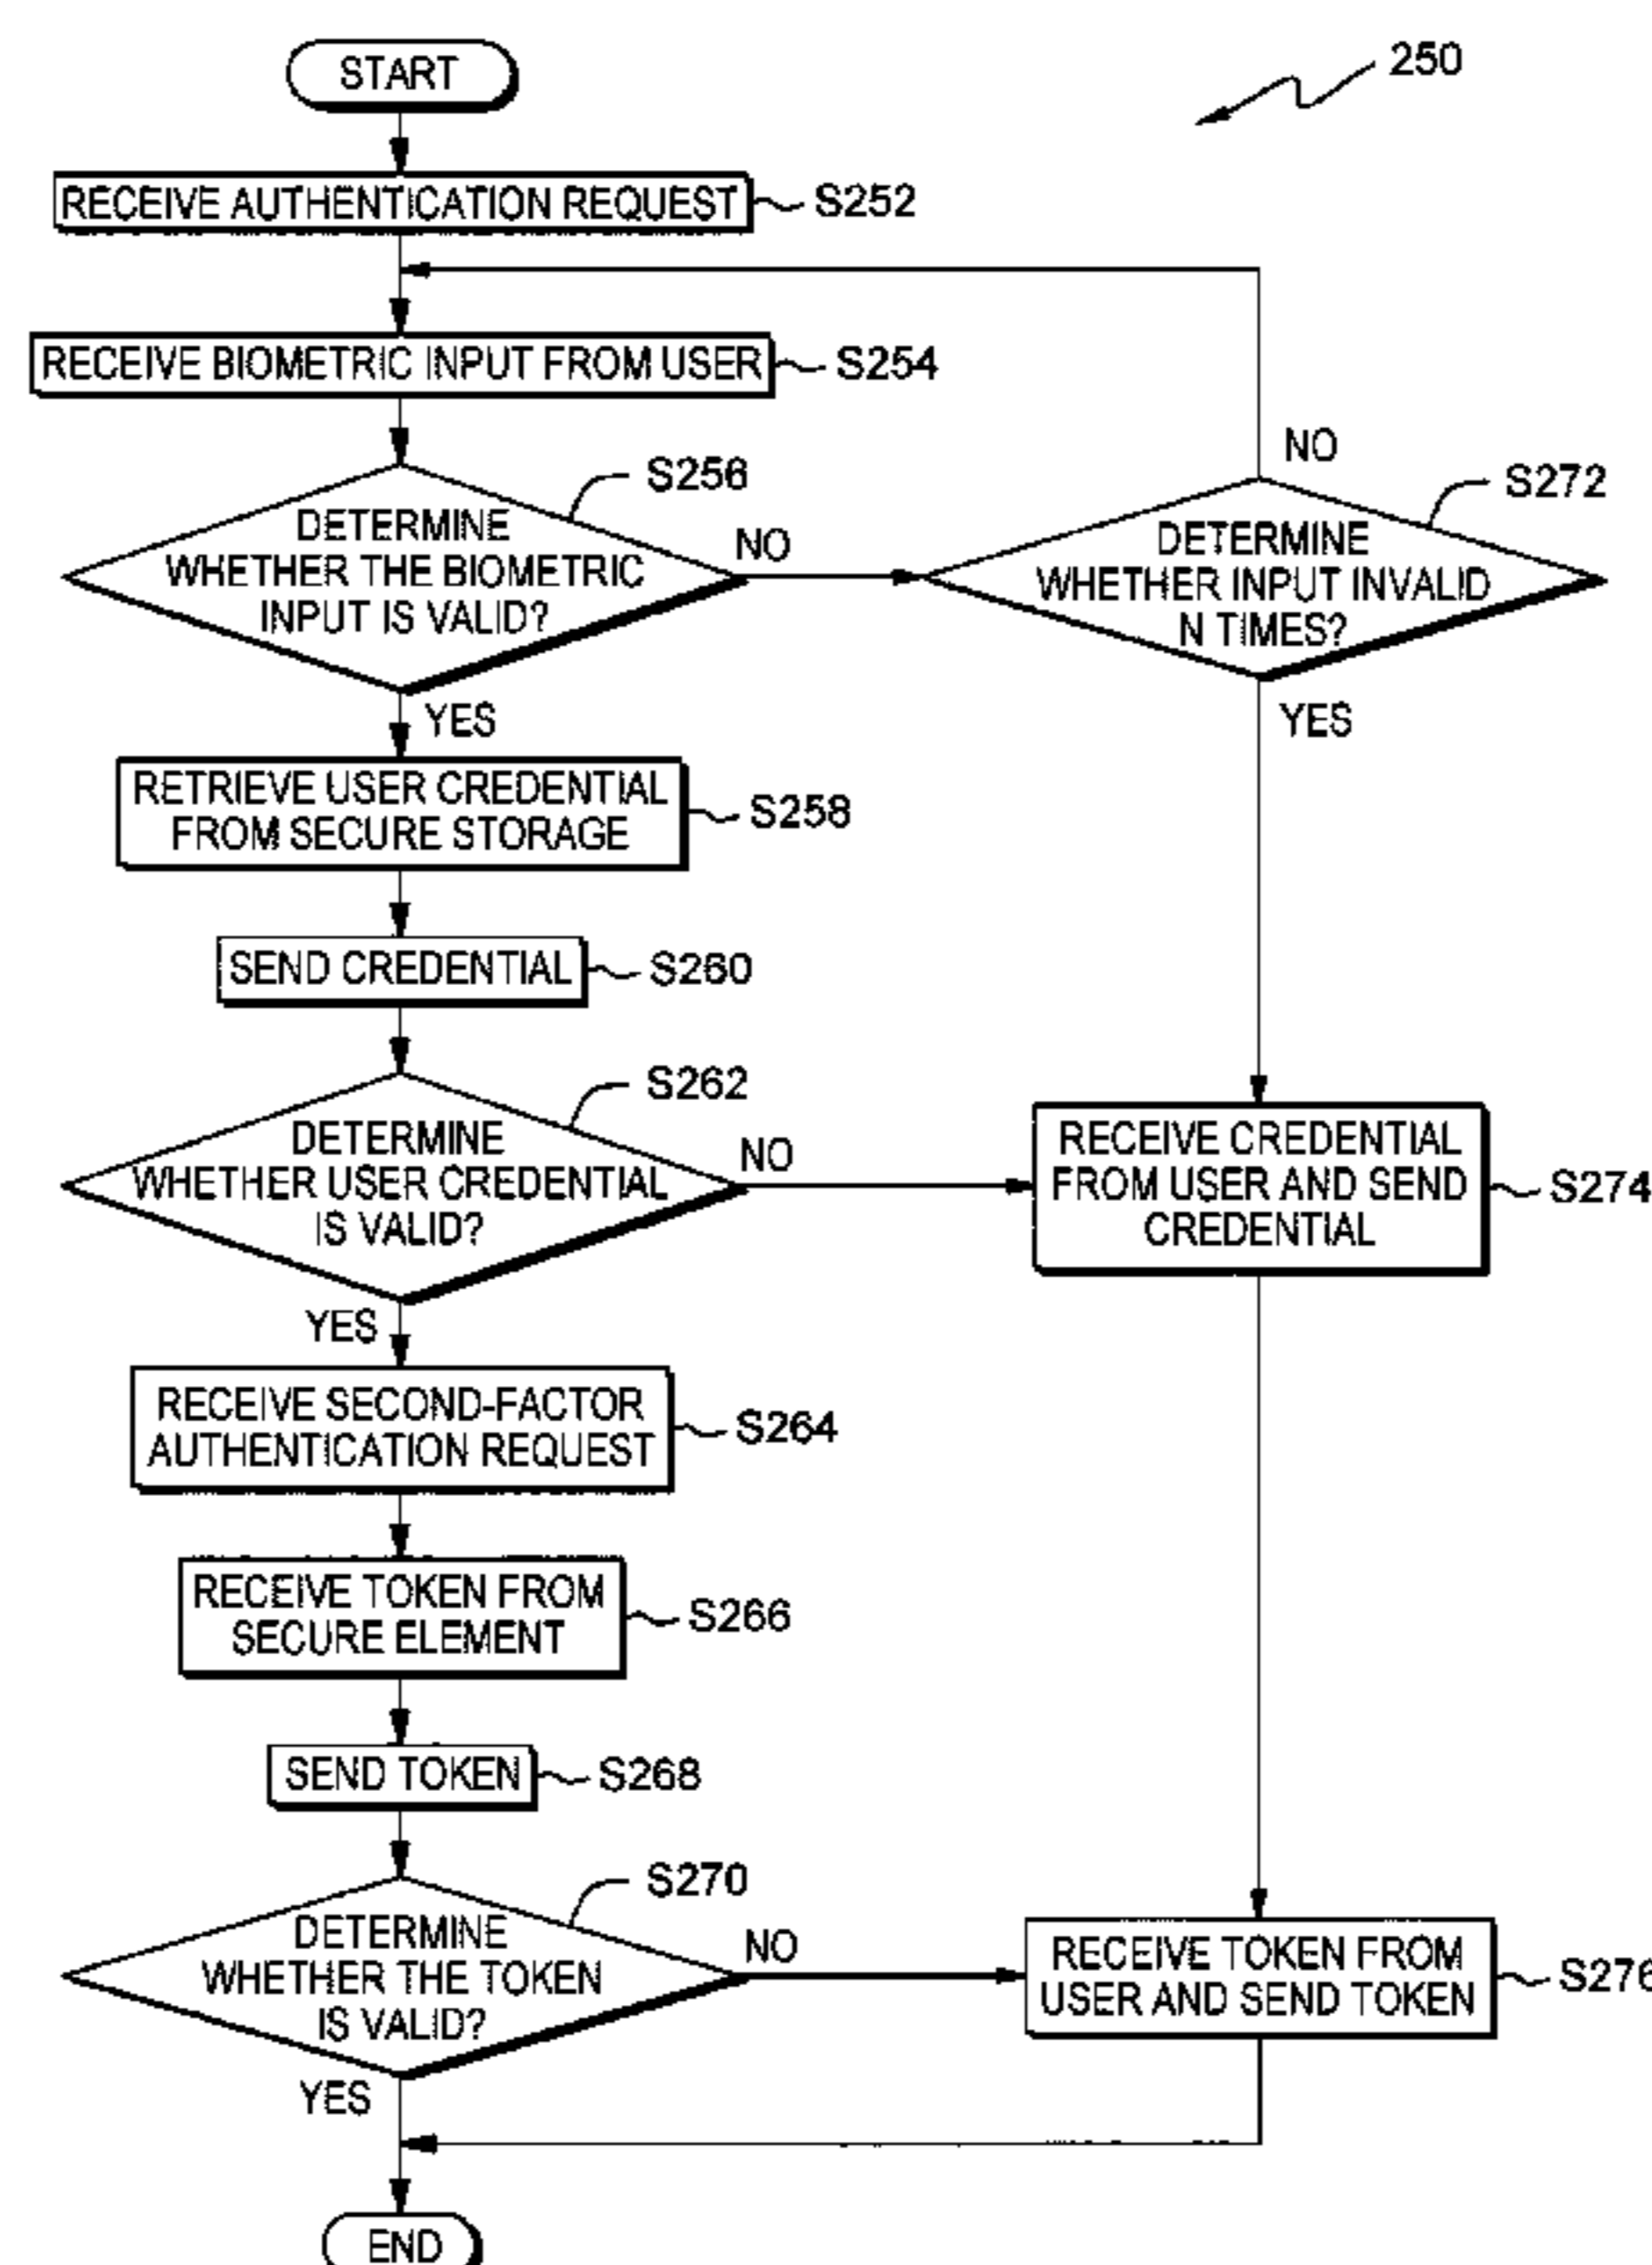 START
250
RECEIVE AUTHENTICATION REQUEST
S252
RECEIVE BIOMETRIC INPUT FROM USER
S254
NO
S256
S272
DETERMINE
WHETHER THE BIOMETRIC
INPUT IS VALID?
NO
DETERMINE
WHETHER INPUT INVALID
N TIMES?
YES
YES
RETRIEVE USER CREDENTIAL
FROM SECURE STORAGE
S258
SEND CREDENTIAL
S260
S262
DETERMINE
WHETHER USER CREDENTIAL
IS VALID?
NO
RECEIVE CREDENTIAL
FROM USER AND SEND
CREDENTIAL
S274
YES
RECEIVE SECOND-FACTOR
AUTHENTICATION REQUEST
S264
RECEIVE TOKEN FROM
SECURE ELEMENT
S266
SEND TOKEN
S268
S270
DETERMINE
WHETHER THE TOKEN
IS VALID?
NO
RECEIVE TOKEN FROM
USER AND SEND TOKEN
S276
YES
END